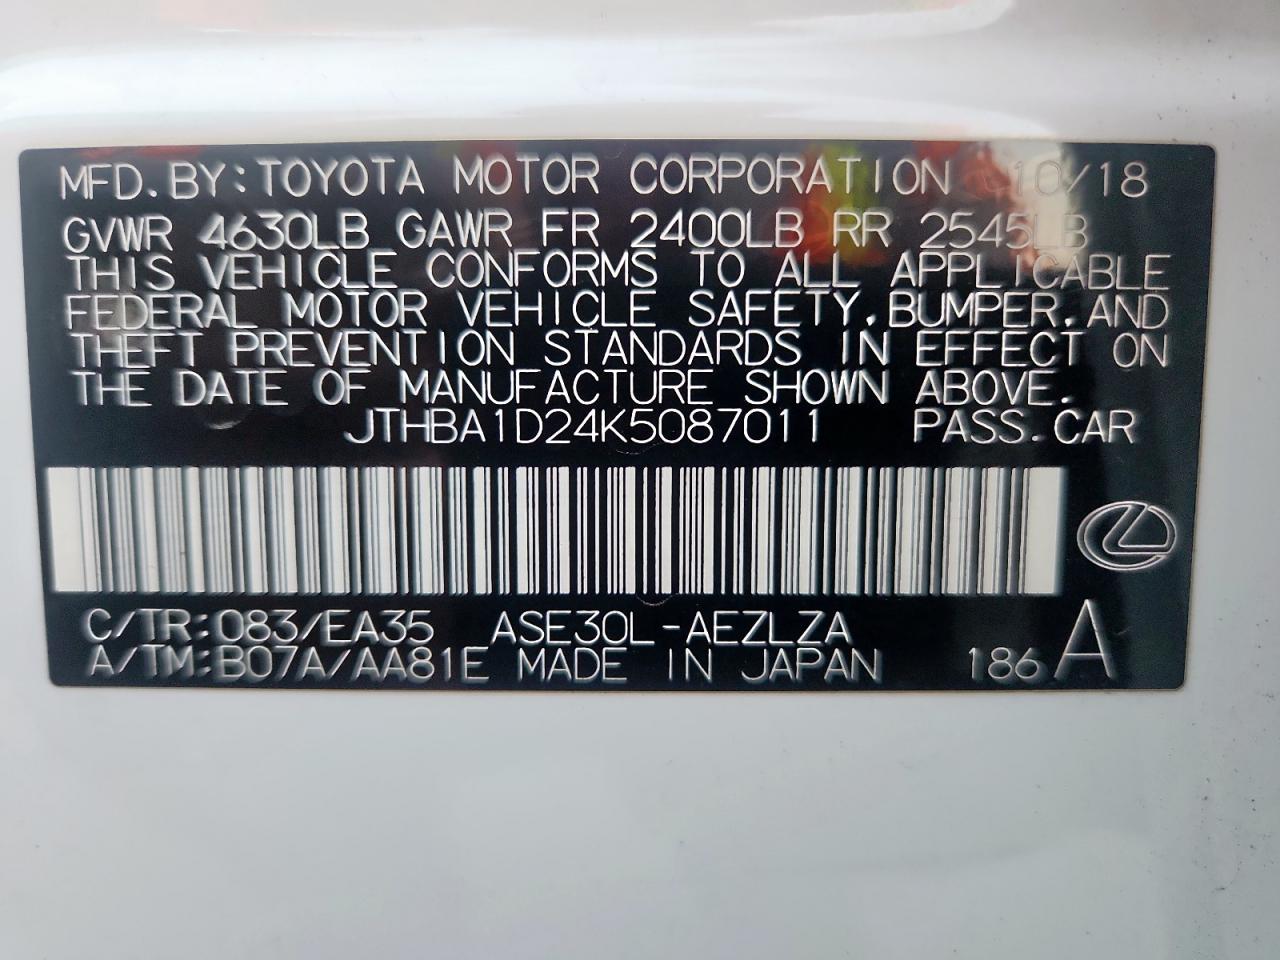 MFD. BY: TOYOTA MOTOR CORPORATION 10/18
GVWR 4630LB GAWR FR 2400LB RR 2545LB
THIS VEHICLE CONFORMS TO ALL APPLICABLE
FEDERAL MOTOR VEHICLE SAFETY, BUMPER, AND
THEFT PREVENTION STANDARDS IN EFFECT ON
THE DATE OF MANUFACTURE SHOWN ABOVE.
JTHBA1D24K5087011 PASS. CAR
C/TR: 083/EA35 ASE30L-AEZLZA
A/TM: B07A/AA81E MADE IN JAPAN 186 A